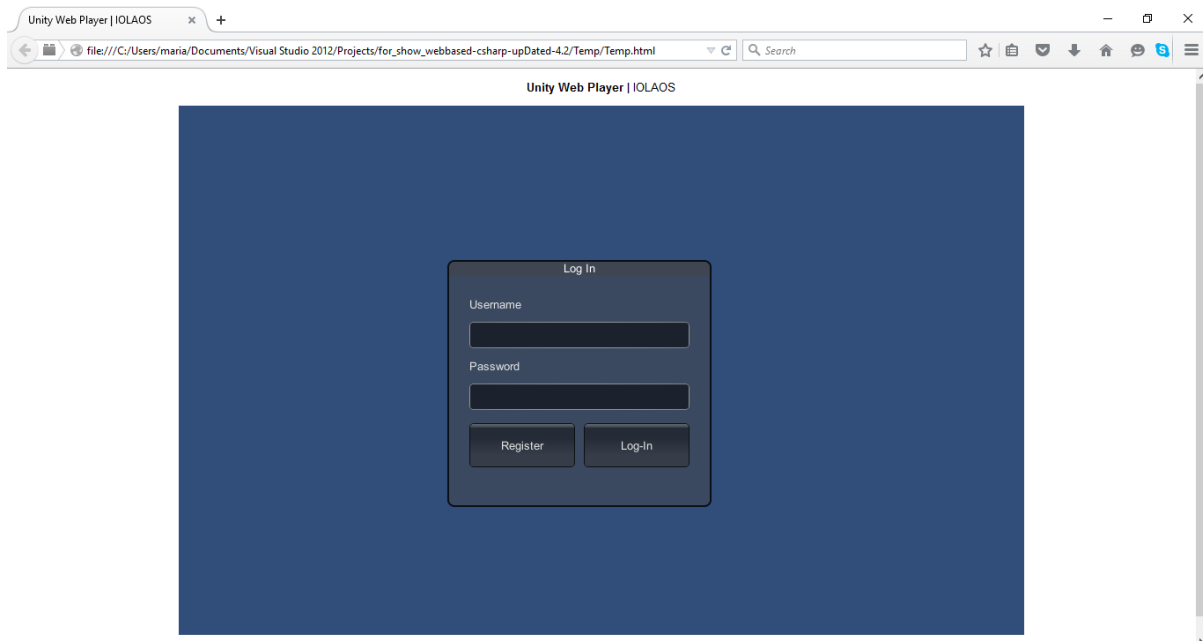 Unity Web Player | IOLAOS
file:///C:/Users/maria/Documents/Visual Studio 2012/Projects/for_show_webbased-csharp-upDated-4.2/Temp/Temp.html
Search
Unity Web Player | IOLAOS
Log In
Username
Password
Register
Log-In